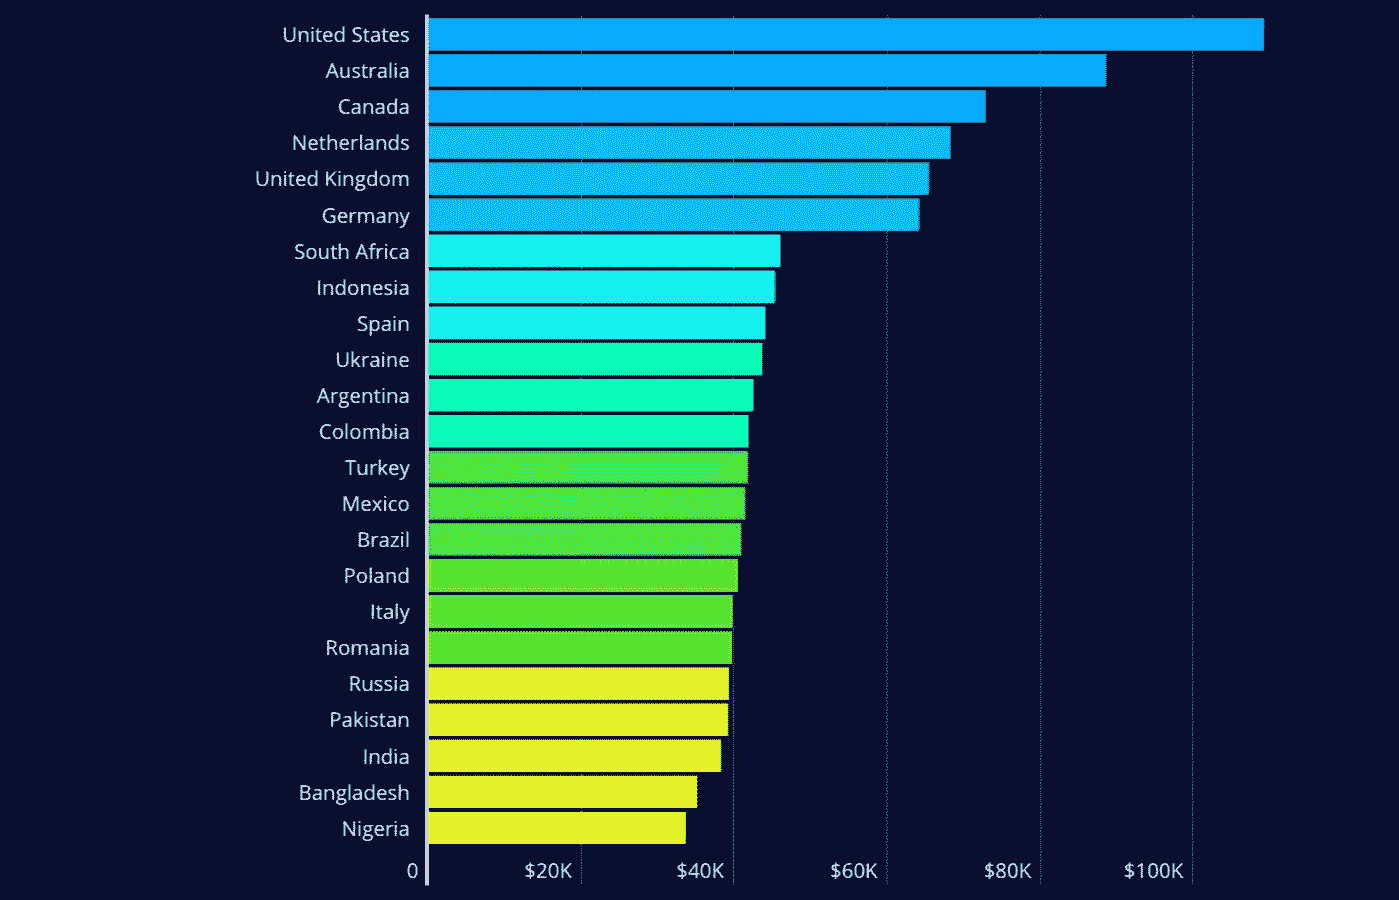 United States
Australia
Canada
Netherlands
United Kingdom
Germany
South Africa
Indonesia
Spain
Ukraine
Argentina
Colombia
Turkey
Mexico
Brazil
Poland
Italy
Romania
Russia
Pakistan
India
Bangladesh
Nigeria
0 $20K $40K $60K $80K $100K